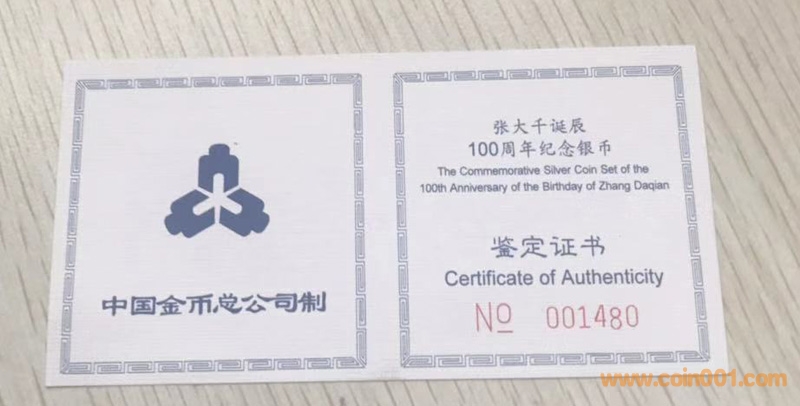 中国金币总公司制
张大千诞辰
100周年纪念银币
The Commemorative Silver Coin Set of the
100th Anniversary of the Birthday of Zhang Daqian
鉴定证书
Certificate of Authenticity
Nº 001480
www.coin001.com